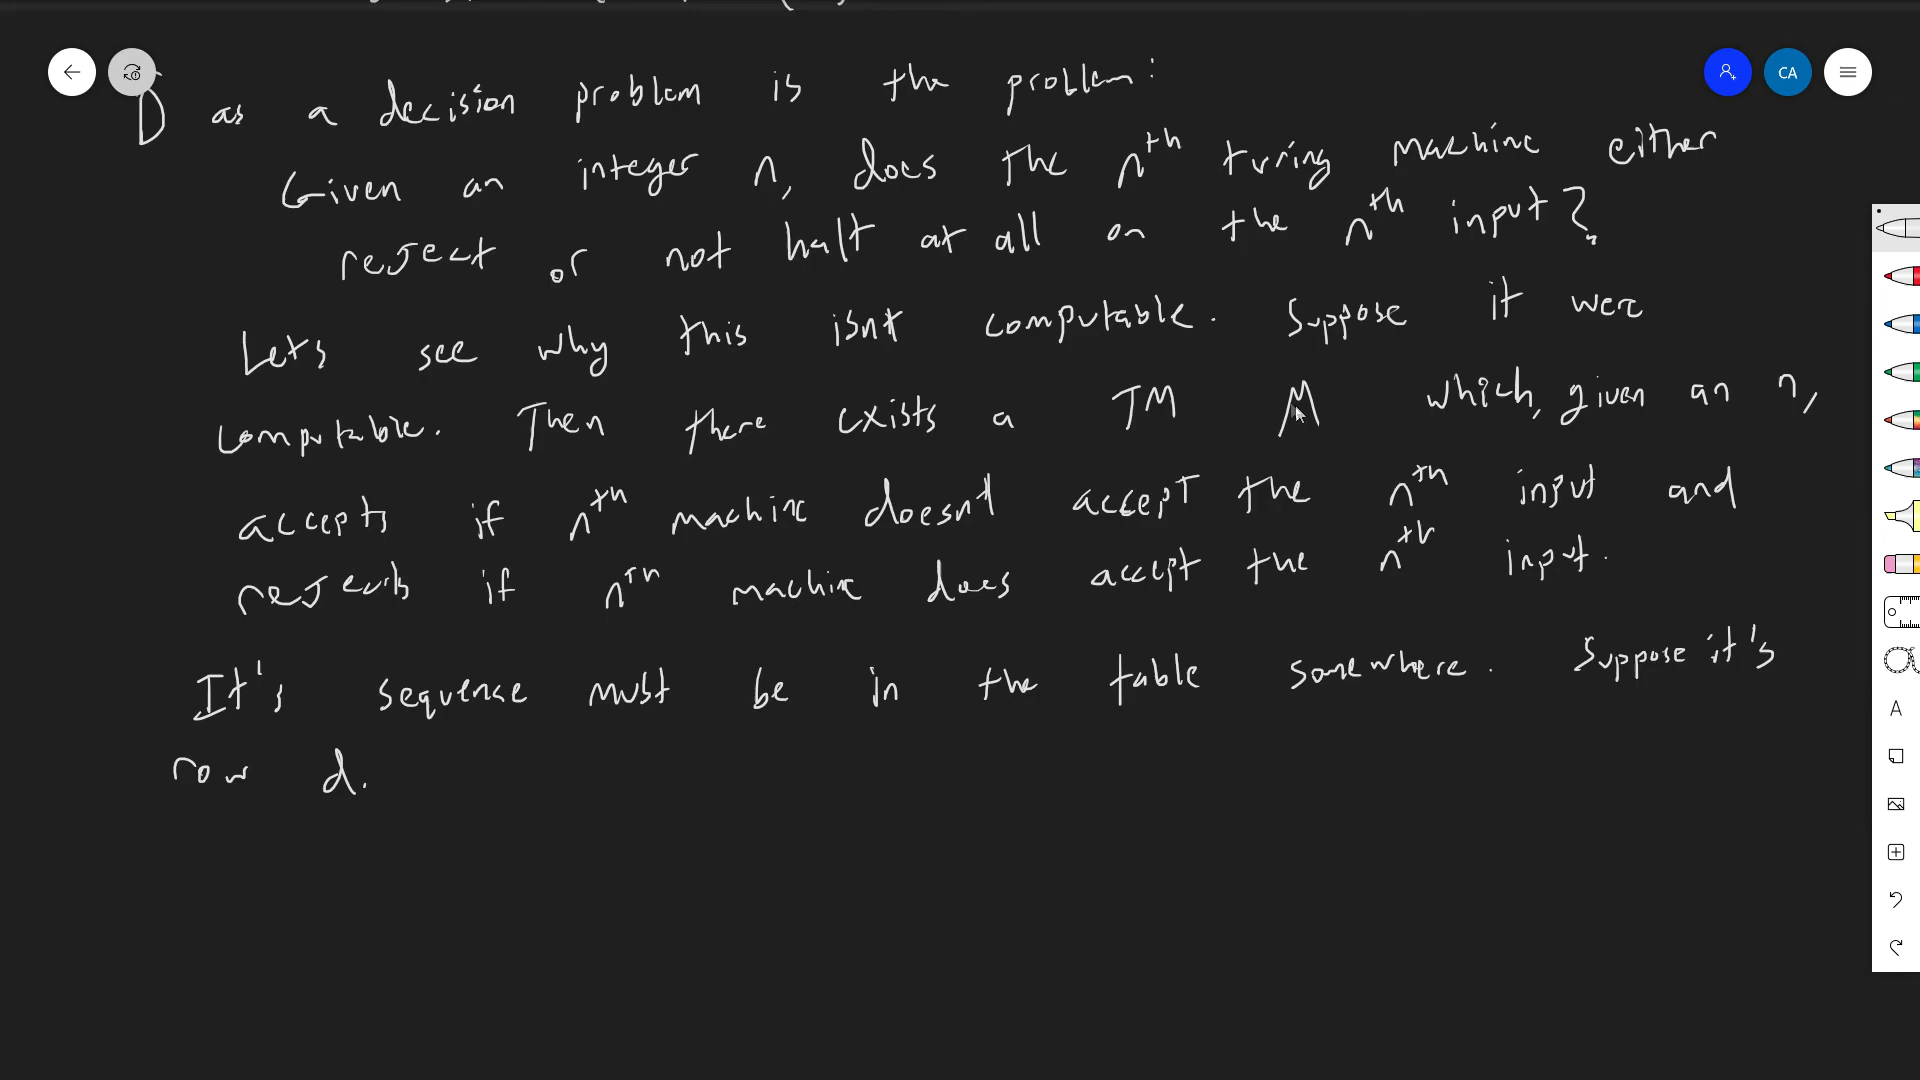 D as a decision problem is the problem:
Given an integer n, does the nth turing machine either
reject or not halt at all on the nth input?
Lets see why this isnt computable. Suppose it were
computable. Then there exists a TM M which, given an n,
accepts if nth machine doesnt accept the nth input and
rejects if nth machine does accept the nth input.
It's sequence must be in the table somewhere. Suppose it's
row d.
CA
A